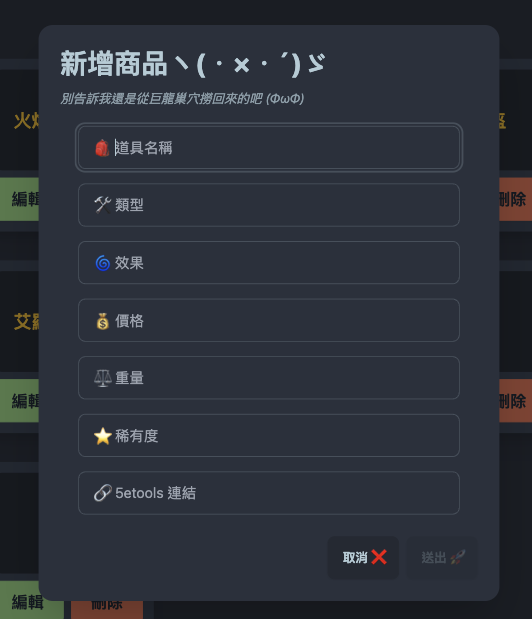 新增商品ヽ(・×・´)ゞ
別告訴我還是從巨龍巢穴撈回來的吧 (ΦωΦ)
火
🎒 道具名稱
編輯
刪除
🛠️ 類型
🌀 效果
艾
💰 價格
⚖️ 重量
編輯
刪除
⭐ 稀有度
🔗 5etools 連結
取消 ❌
送出 🚀
編輯
刪除